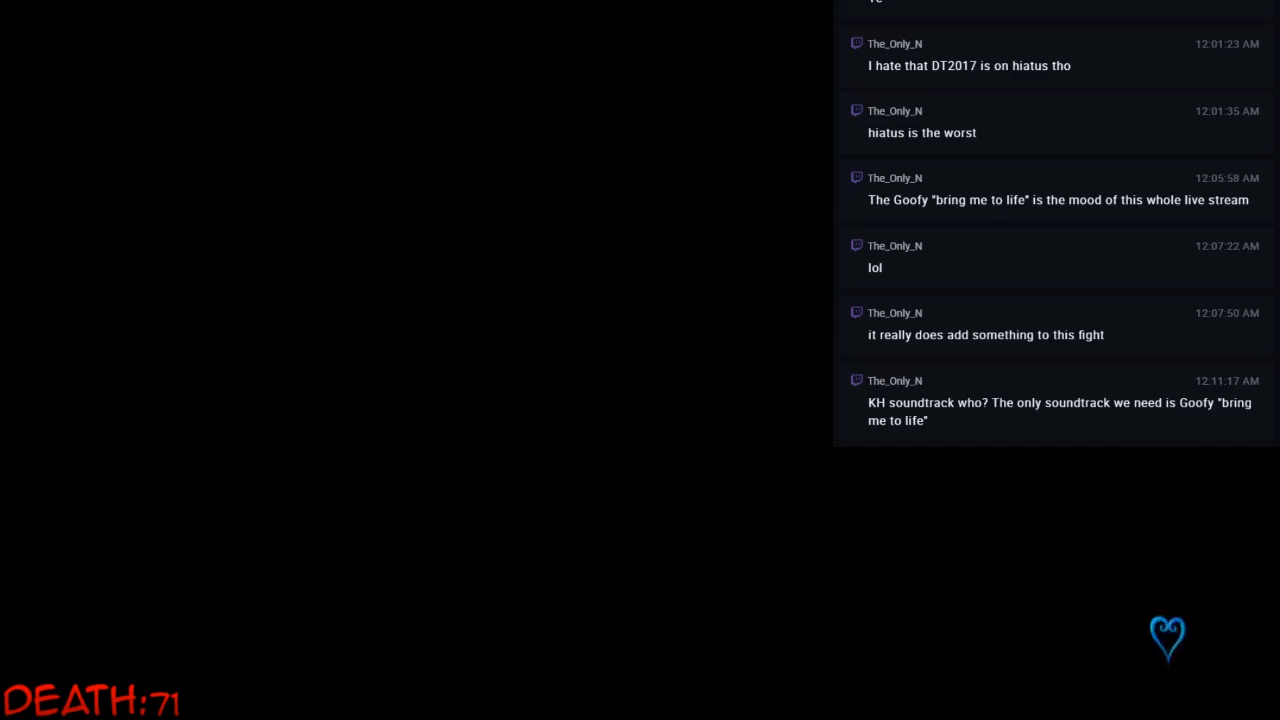 The_Only_N 12:01:23 AM
I hate that DT2017 is on hiatus tho
The_Only_N 12:01:35 AM
hiatus is the worst
The_Only_N 12:05:58 AM
The Goofy "bring me to life" is the mood of this whole live stream
The_Only_N 12:07:22 AM
lol
The_Only_N 12:07:50 AM
it really does add something to this fight
The_Only_N 12:11:17 AM
KH soundtrack who? The only soundtrack we need is Goofy "bring
me to life"
DEATH:71